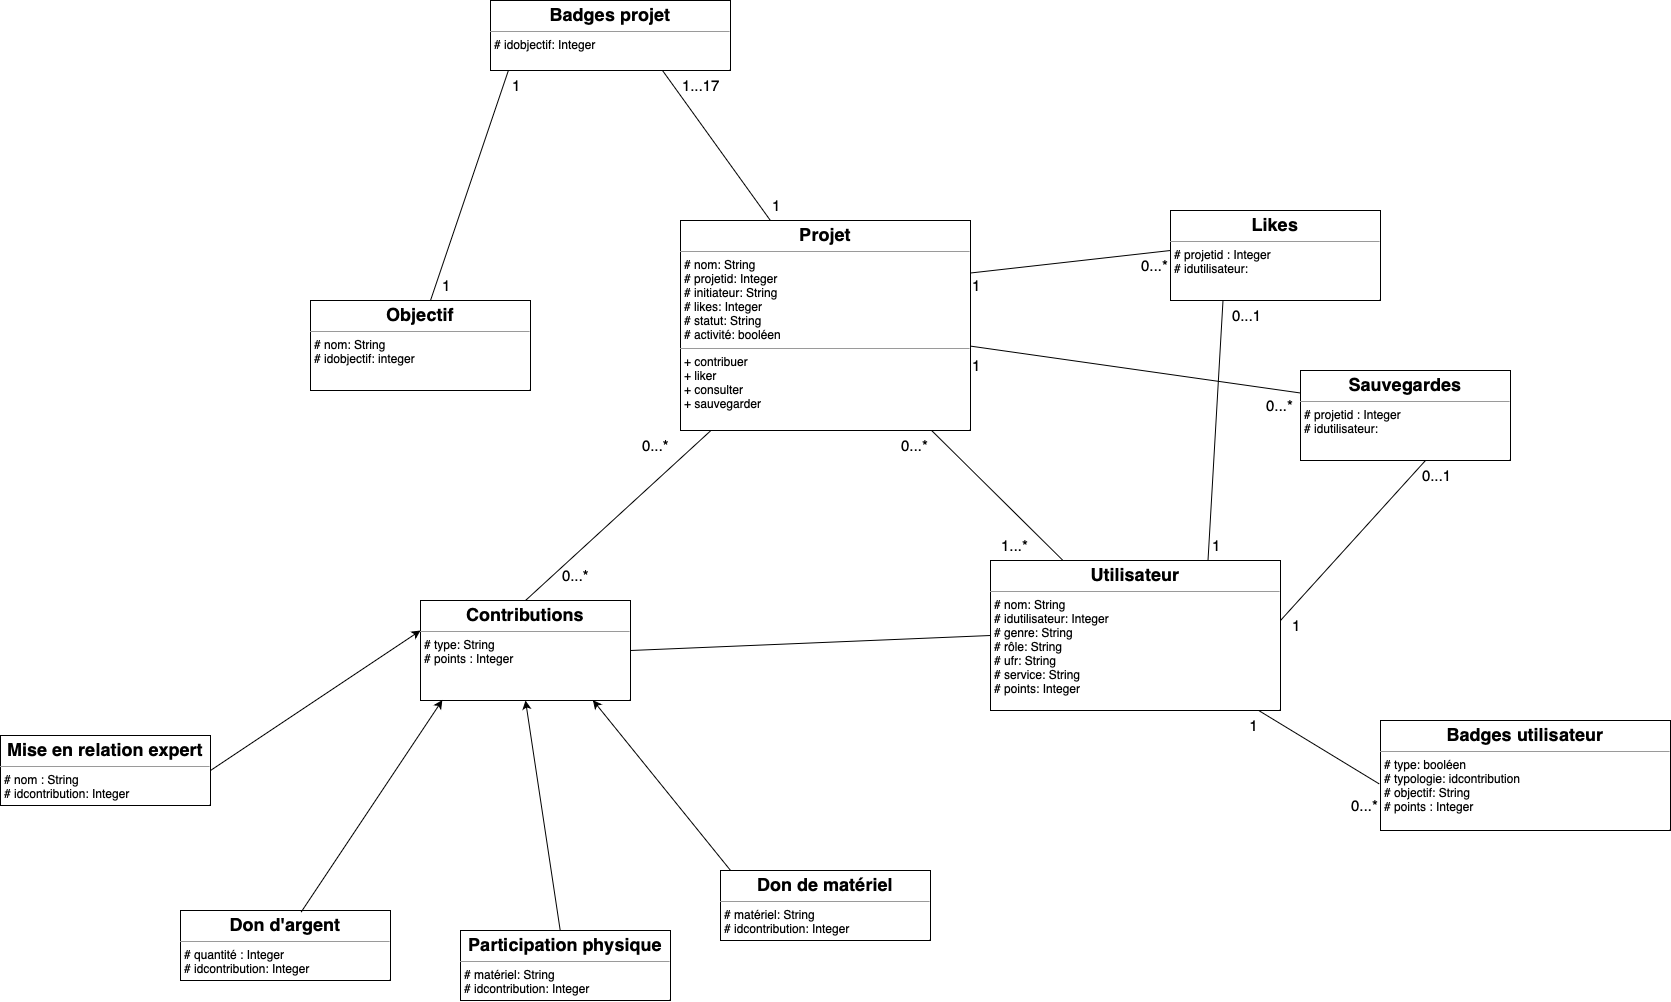 Badges projet
# idobjectif: Integer
1
1...17
1
Projet
# nom: String
# projetid: Integer
# initiateur: String
# likes: Integer
# statut: String
# activité: booléen
+ contribuer
+ liker
+ consulter
+ sauvegarder
1
1
0...*
0...*
Likes
# projetid : Integer
# idutilisateur:
0...*
0...1
1
Objectif
# nom: String
# idobjectif: integer
Sauvegardes
# projetid : Integer
# idutilisateur:
0...*
0...1
0...*
1...*
1
Contributions
# type: String
# points : Integer
Utilisateur
# nom: String
# idutilisateur: Integer
# genre: String
# rôle: String
# ufr: String
# service: String
# points: Integer
1
1
Badges utilisateur
# type: booléen
# typologie: idcontribution
# objectif: String
# points : Integer
0...*
Mise en relation expert
# nom : String
# idcontribution: Integer
Don d'argent
# quantité : Integer
# idcontribution: Integer
Participation physique
# matériel: String
# idcontribution: Integer
Don de matériel
# matériel: String
# idcontribution: Integer